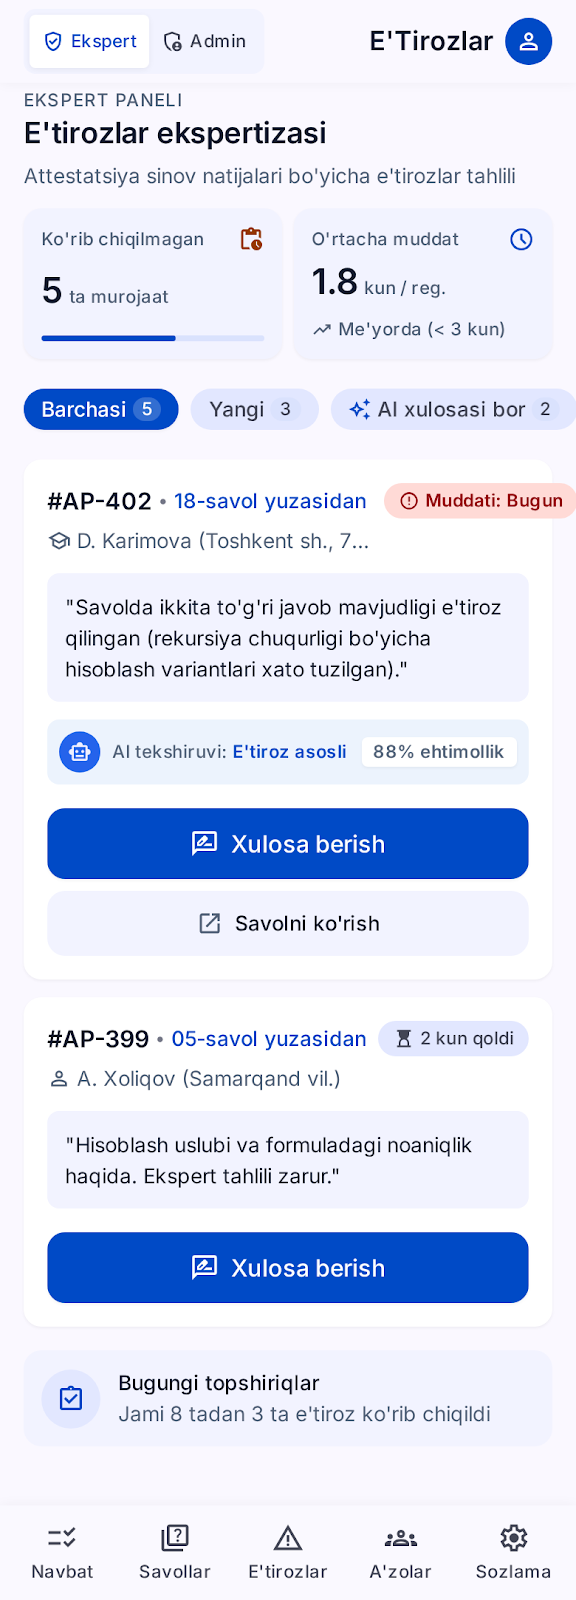 Ekspert Admin E'Tirozlar
EKSPERT PANELI
E'tirozlar ekspertizasi
Attestatsiya sinov natijalari bo'yicha e'tirozlar tahlili
Ko'rib chiqilmagan
5 ta murojaat
O'rtacha muddat
1.8 kun / reg.
Me'yorda (< 3 kun)
Barchasi 5 Yangi 3 AI xulosasi bor 2
#AP-402 • 18-savol yuzasidan Muddati: Bugun
D. Karimova (Toshkent sh., 7...
"Savolda ikkita to'g'ri javob mavjudligi e'tiroz
qilingan (rekursiya chuqurligi bo'yicha
hisoblash variantlari xato tuzilgan)."
AI tekshiruvi: E'tiroz asosli 88% ehtimollik
Xulosa berish
Savolni ko'rish
#AP-399 • 05-savol yuzasidan 2 kun qoldi
A. Xoliqov (Samarqand vil.)
"Hisoblash uslubi va formuladagi noaniqlik
haqida. Ekspert tahlili zarur."
Xulosa berish
Bugungi topshiriqlar
Jami 8 tadan 3 ta e'tiroz ko'rib chiqildi
Navbat Savollar E'tirozlar A'zolar Sozlama